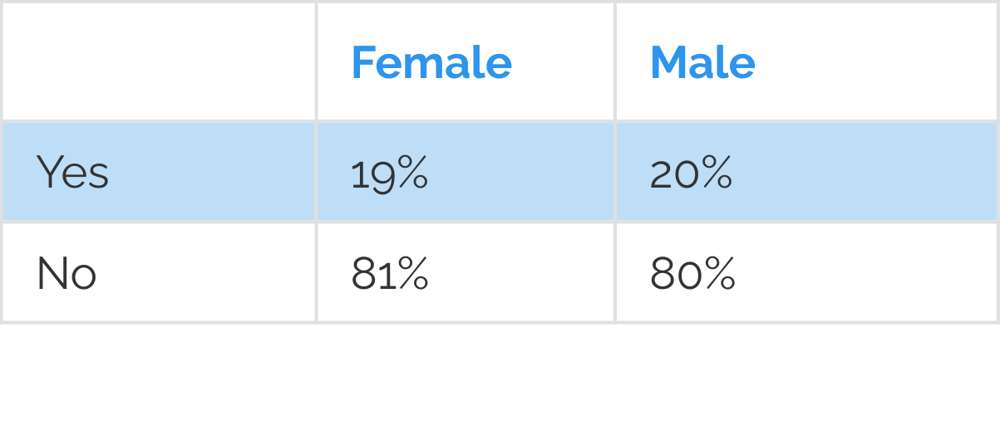 Female Male
Yes 19% 20%
No 81% 80%